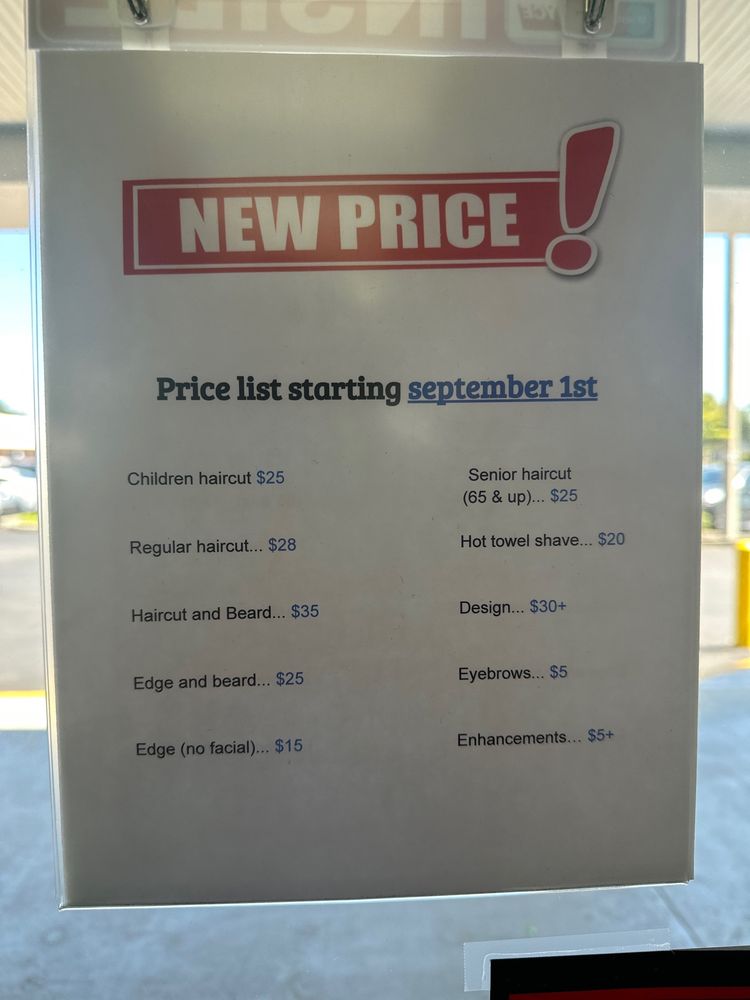 INSIDE
NEW PRICE!
Price list starting september 1st
Children haircut $25
Regular haircut... $28
Haircut and Beard... $35
Edge and beard... $25
Edge (no facial)... $15
Senior haircut
(65 & up)... $25
Hot towel shave... $20
Design... $30+
Eyebrows... $5
Enhancements... $5+